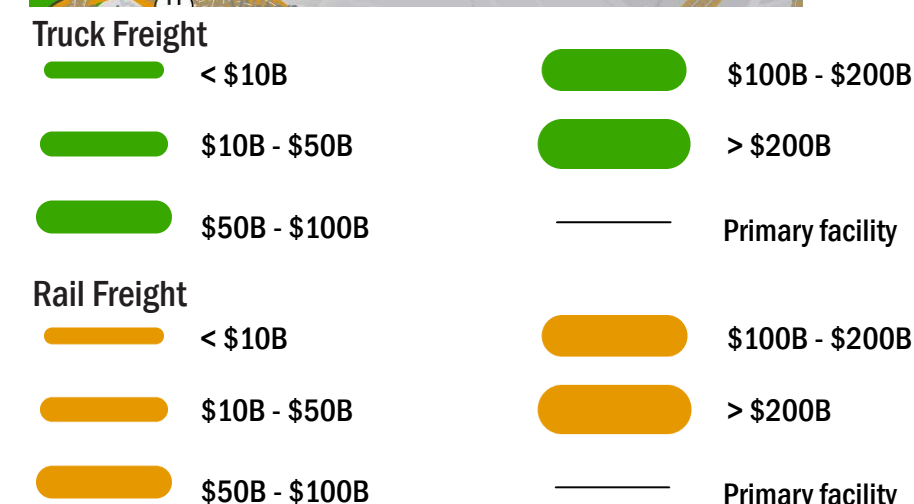 Truck Freight
< $10B
$100B - $200B
$10B - $50B
> $200B
$50B - $100B
Primary facility
Rail Freight
< $10B
$100B - $200B
$10B - $50B
> $200B
$50B - $100B
Primary facility